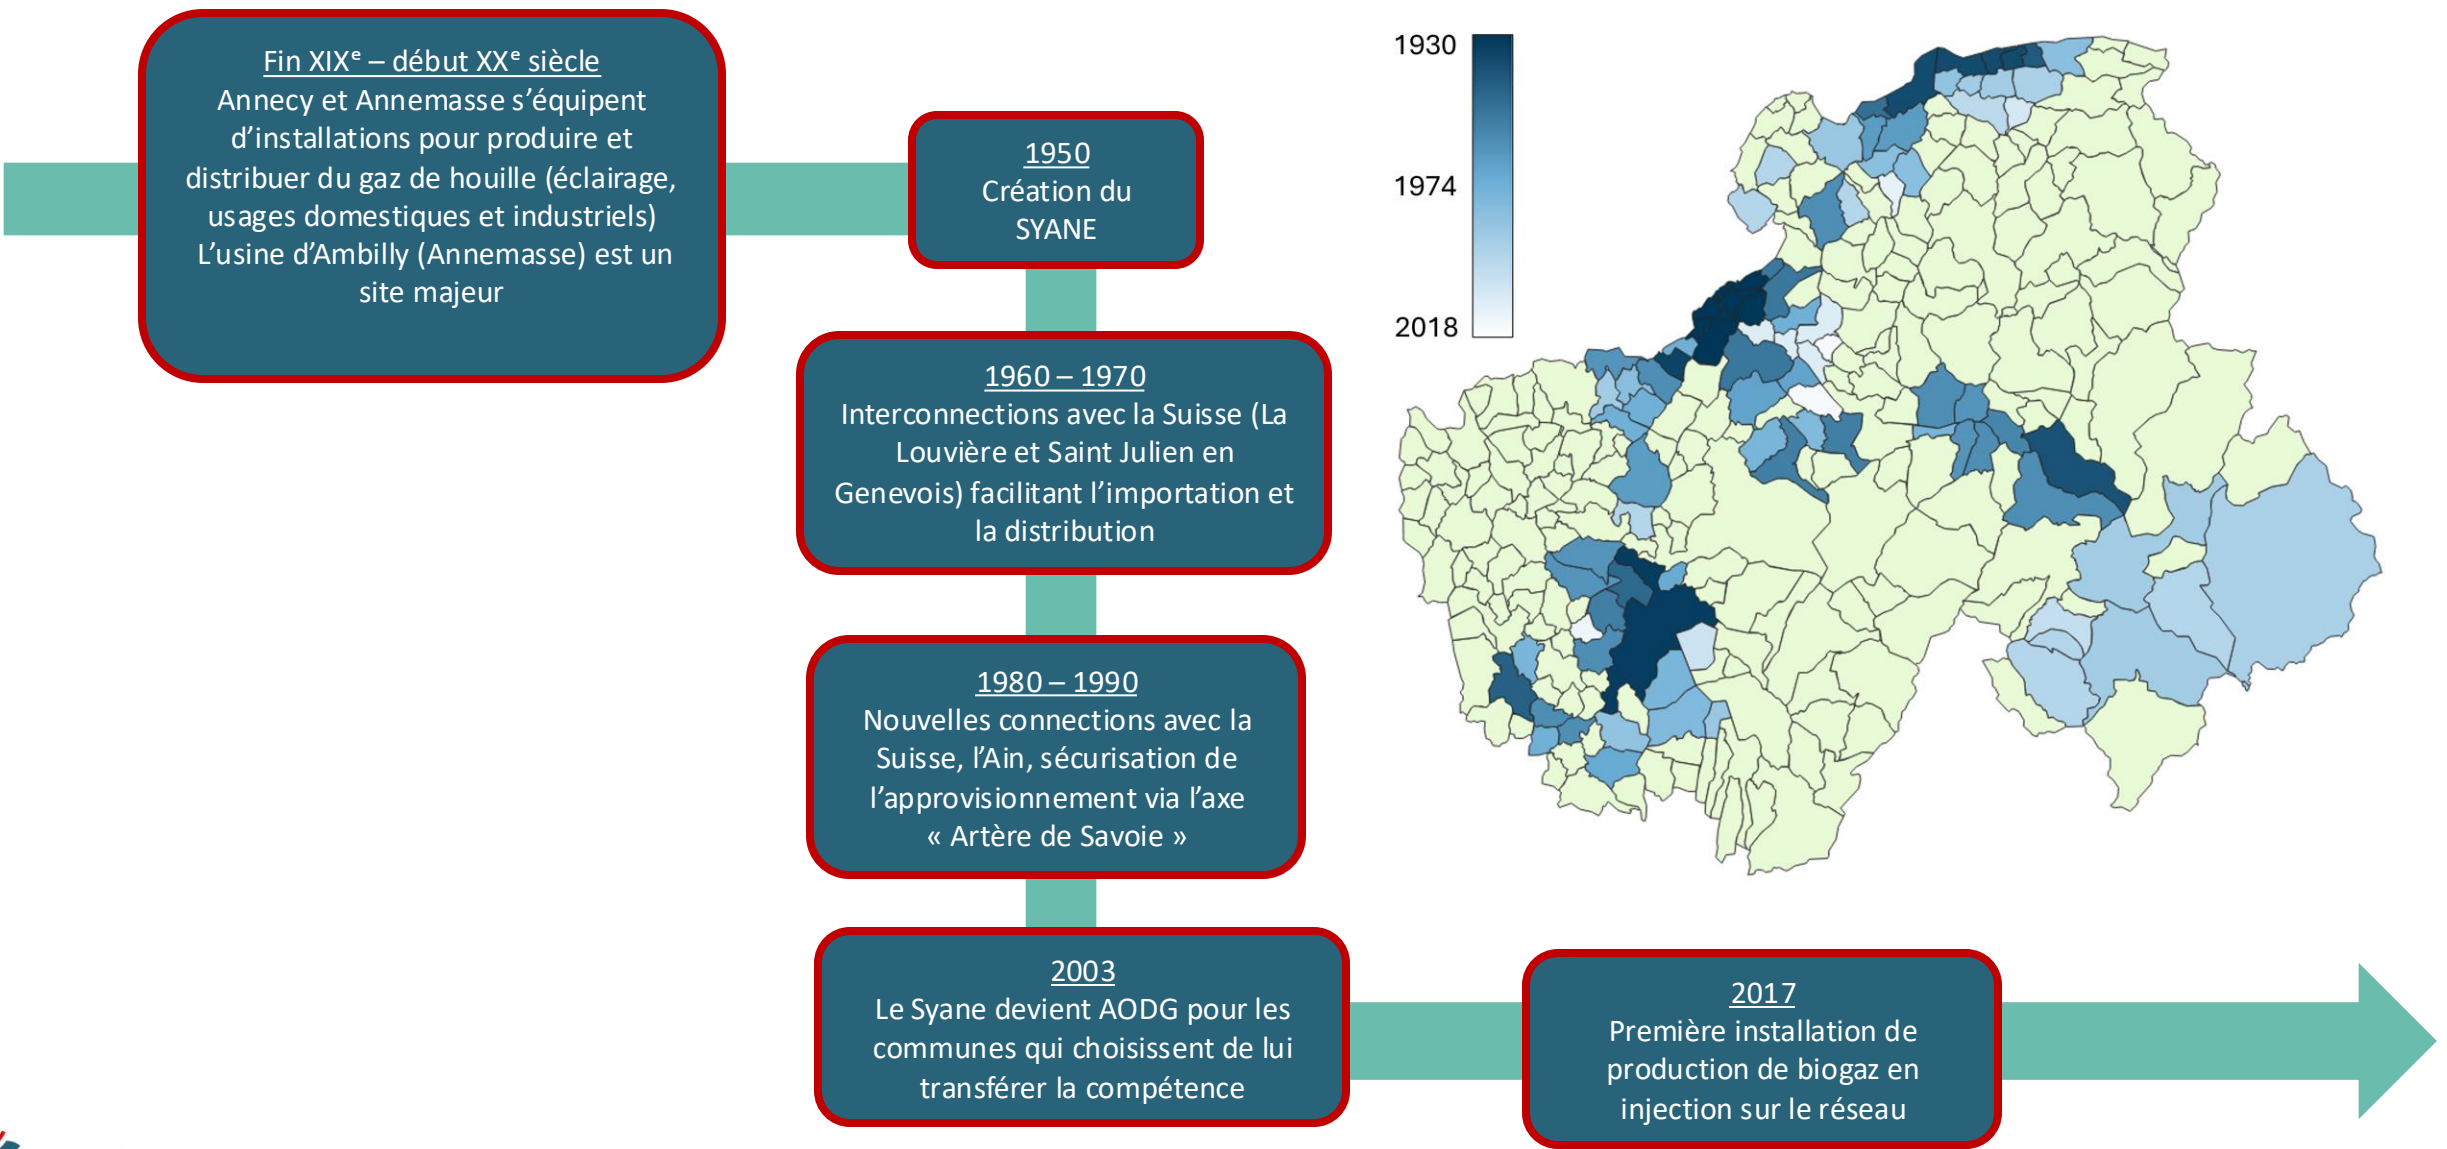 Fin XIXᵉ – début XXᵉ siècle
Annecy et Annemasse s’équipent
d’installations pour produire et
distribuer du gaz de houille (éclairage,
usages domestiques et industriels)
L’usine d’Ambilly (Annemasse) est un
site majeur
1950
Création du
SYANE
1960 – 1970
Interconnections avec la Suisse (La
Louvière et Saint Julien en
Genevois) facilitant l’importation et
la distribution
1980 – 1990
Nouvelles connections avec la
Suisse, l’Ain, sécurisation de
l’approvisionnement via l’axe
« Artère de Savoie »
2003
Le Syane devient AODG pour les
communes qui choisissent de lui
transférer la compétence
2017
Première installation de
production de biogaz en
injection sur le réseau
1930
1974
2018